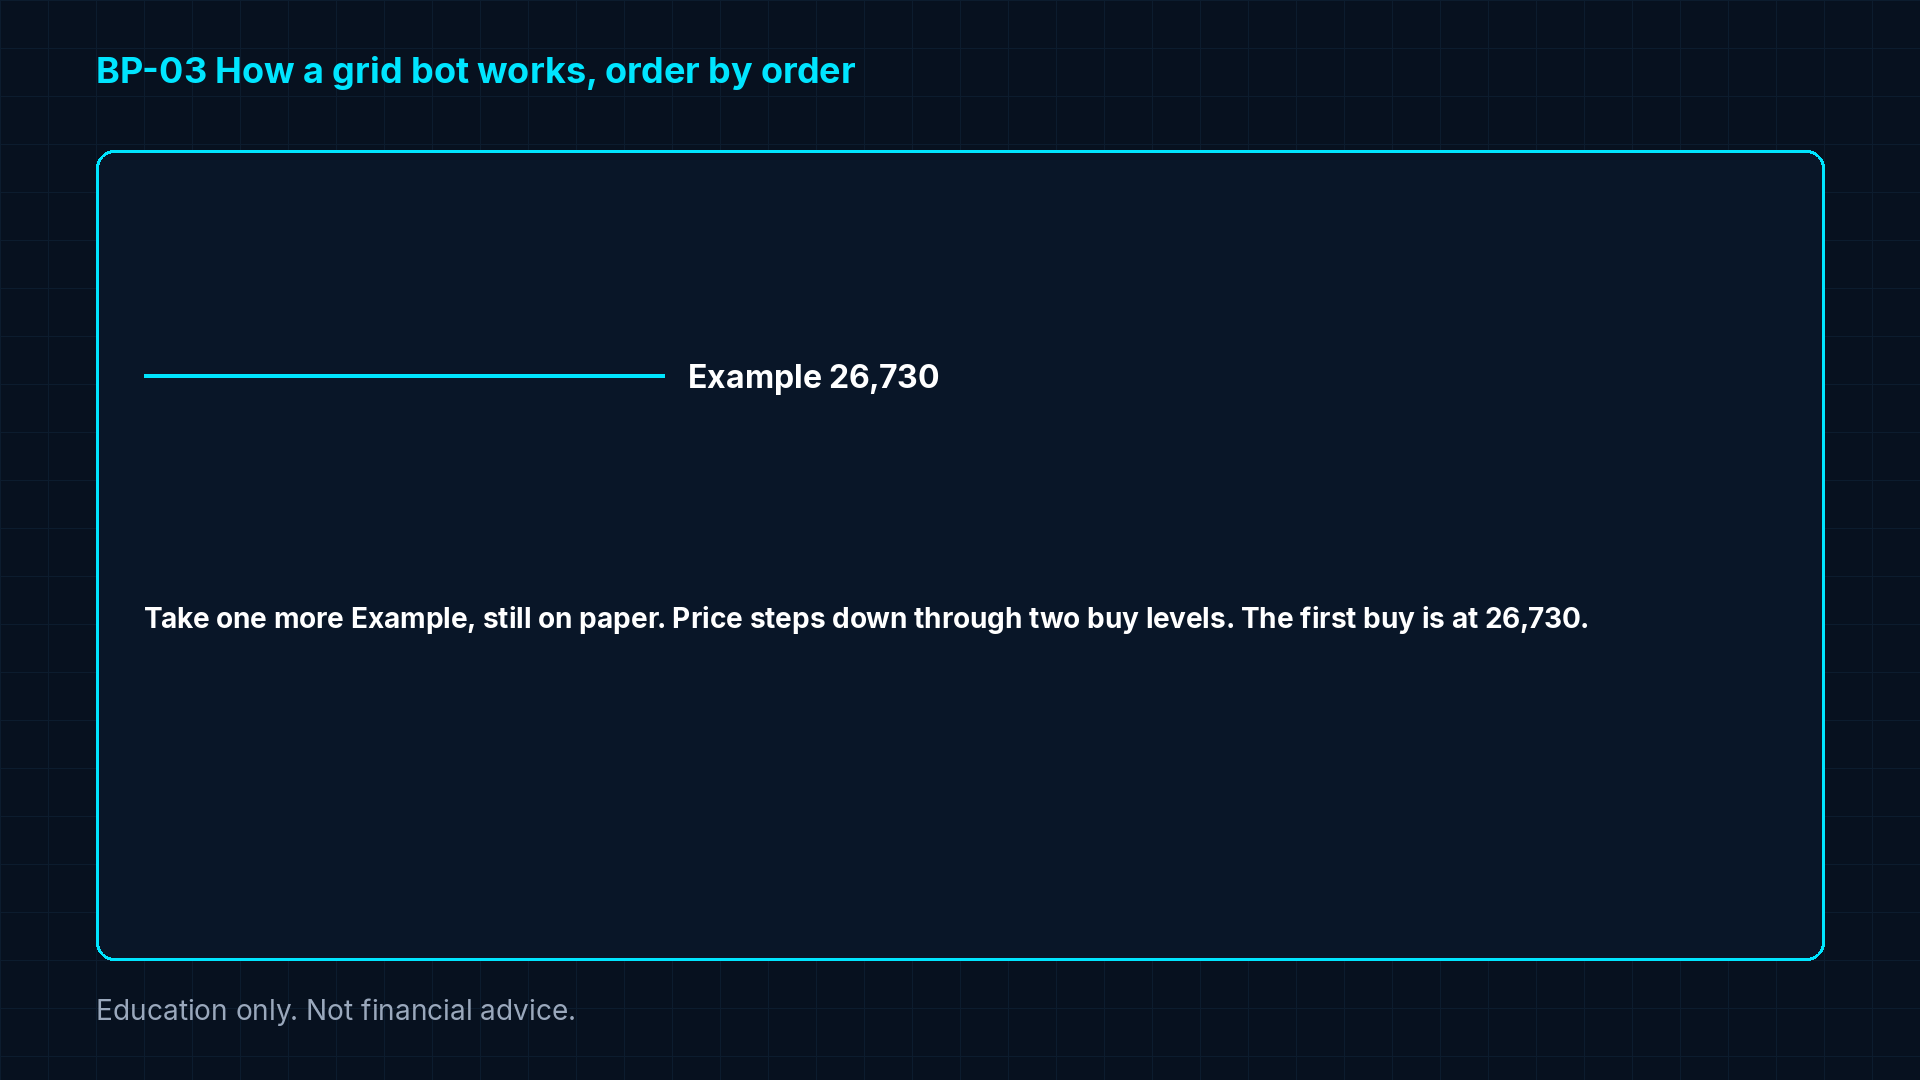 BP-03 How a grid bot works, order by order
Example 26,730
Take one more Example, still on paper. Price steps down through two buy levels. The first buy is at 26,730.
Education only. Not financial advice.